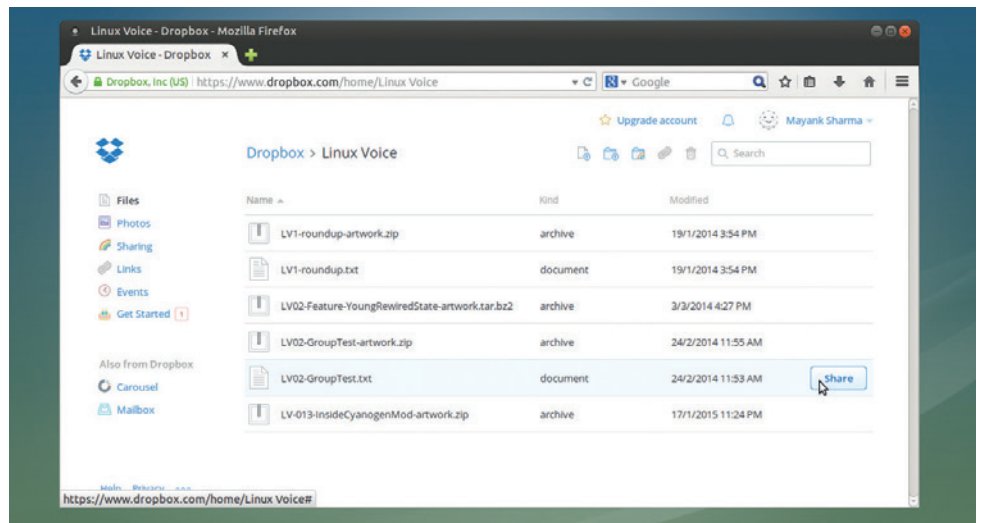 Linux Voice - Dropbox - Mozilla Firefox
Linux Voice - Dropbox ×
Dropbox, Inc (US) https://www.dropbox.com/home/Linux Voice Google
Upgrade account Mayank Sharma
Dropbox > Linux Voice Search
Files
Photos
Sharing
Links
Events
Get Started 1
Also from Dropbox
Carousel
Mailbox
Name Kind Modified
LV1-roundup-artwork.zip archive 19/1/2014 3:54 PM
LV1-roundup.txt document 19/1/2014 3:54 PM
LV02-Feature-YoungRewiredState-artwork.tar.bz2 archive 3/3/2014 4:27 PM
LV02-GroupTest-artwork.zip archive 24/2/2014 11:55 AM
LV02-GroupTest.txt document 24/2/2014 11:53 AM Share
LV-013-InsideCyanogenMod-artwork.zip archive 17/1/2015 11:24 PM
Help Privacy
https://www.dropbox.com/home/Linux Voice#